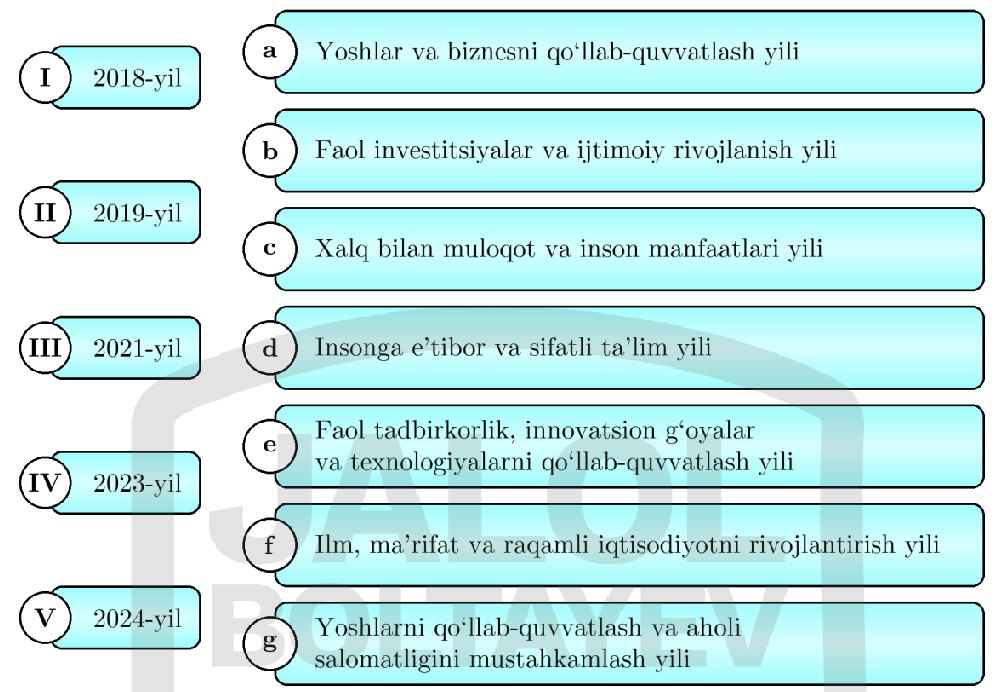 I 2018-yil
II 2019-yil
III 2021-yil
IV 2023-yil
V 2024-yil
a Yoshlar va biznesni qo‘llab-quvvatlash yili
b Faol investitsiyalar va ijtimoiy rivojlanish yili
c Xalq bilan muloqot va inson manfaatlari yili
d Insonga e’tibor va sifatli ta’lim yili
e Faol tadbirkorlik, innovatsion g‘oyalar
va texnologiyalarni qo‘llab-quvvatlash yili
f Ilm, ma’rifat va raqamli iqtisodiyotni rivojlantirish yili
g Yoshlarni qo‘llab-quvvatlash va aholi
salomatligini mustahkamlash yili
JALOL
BOLTAYEV